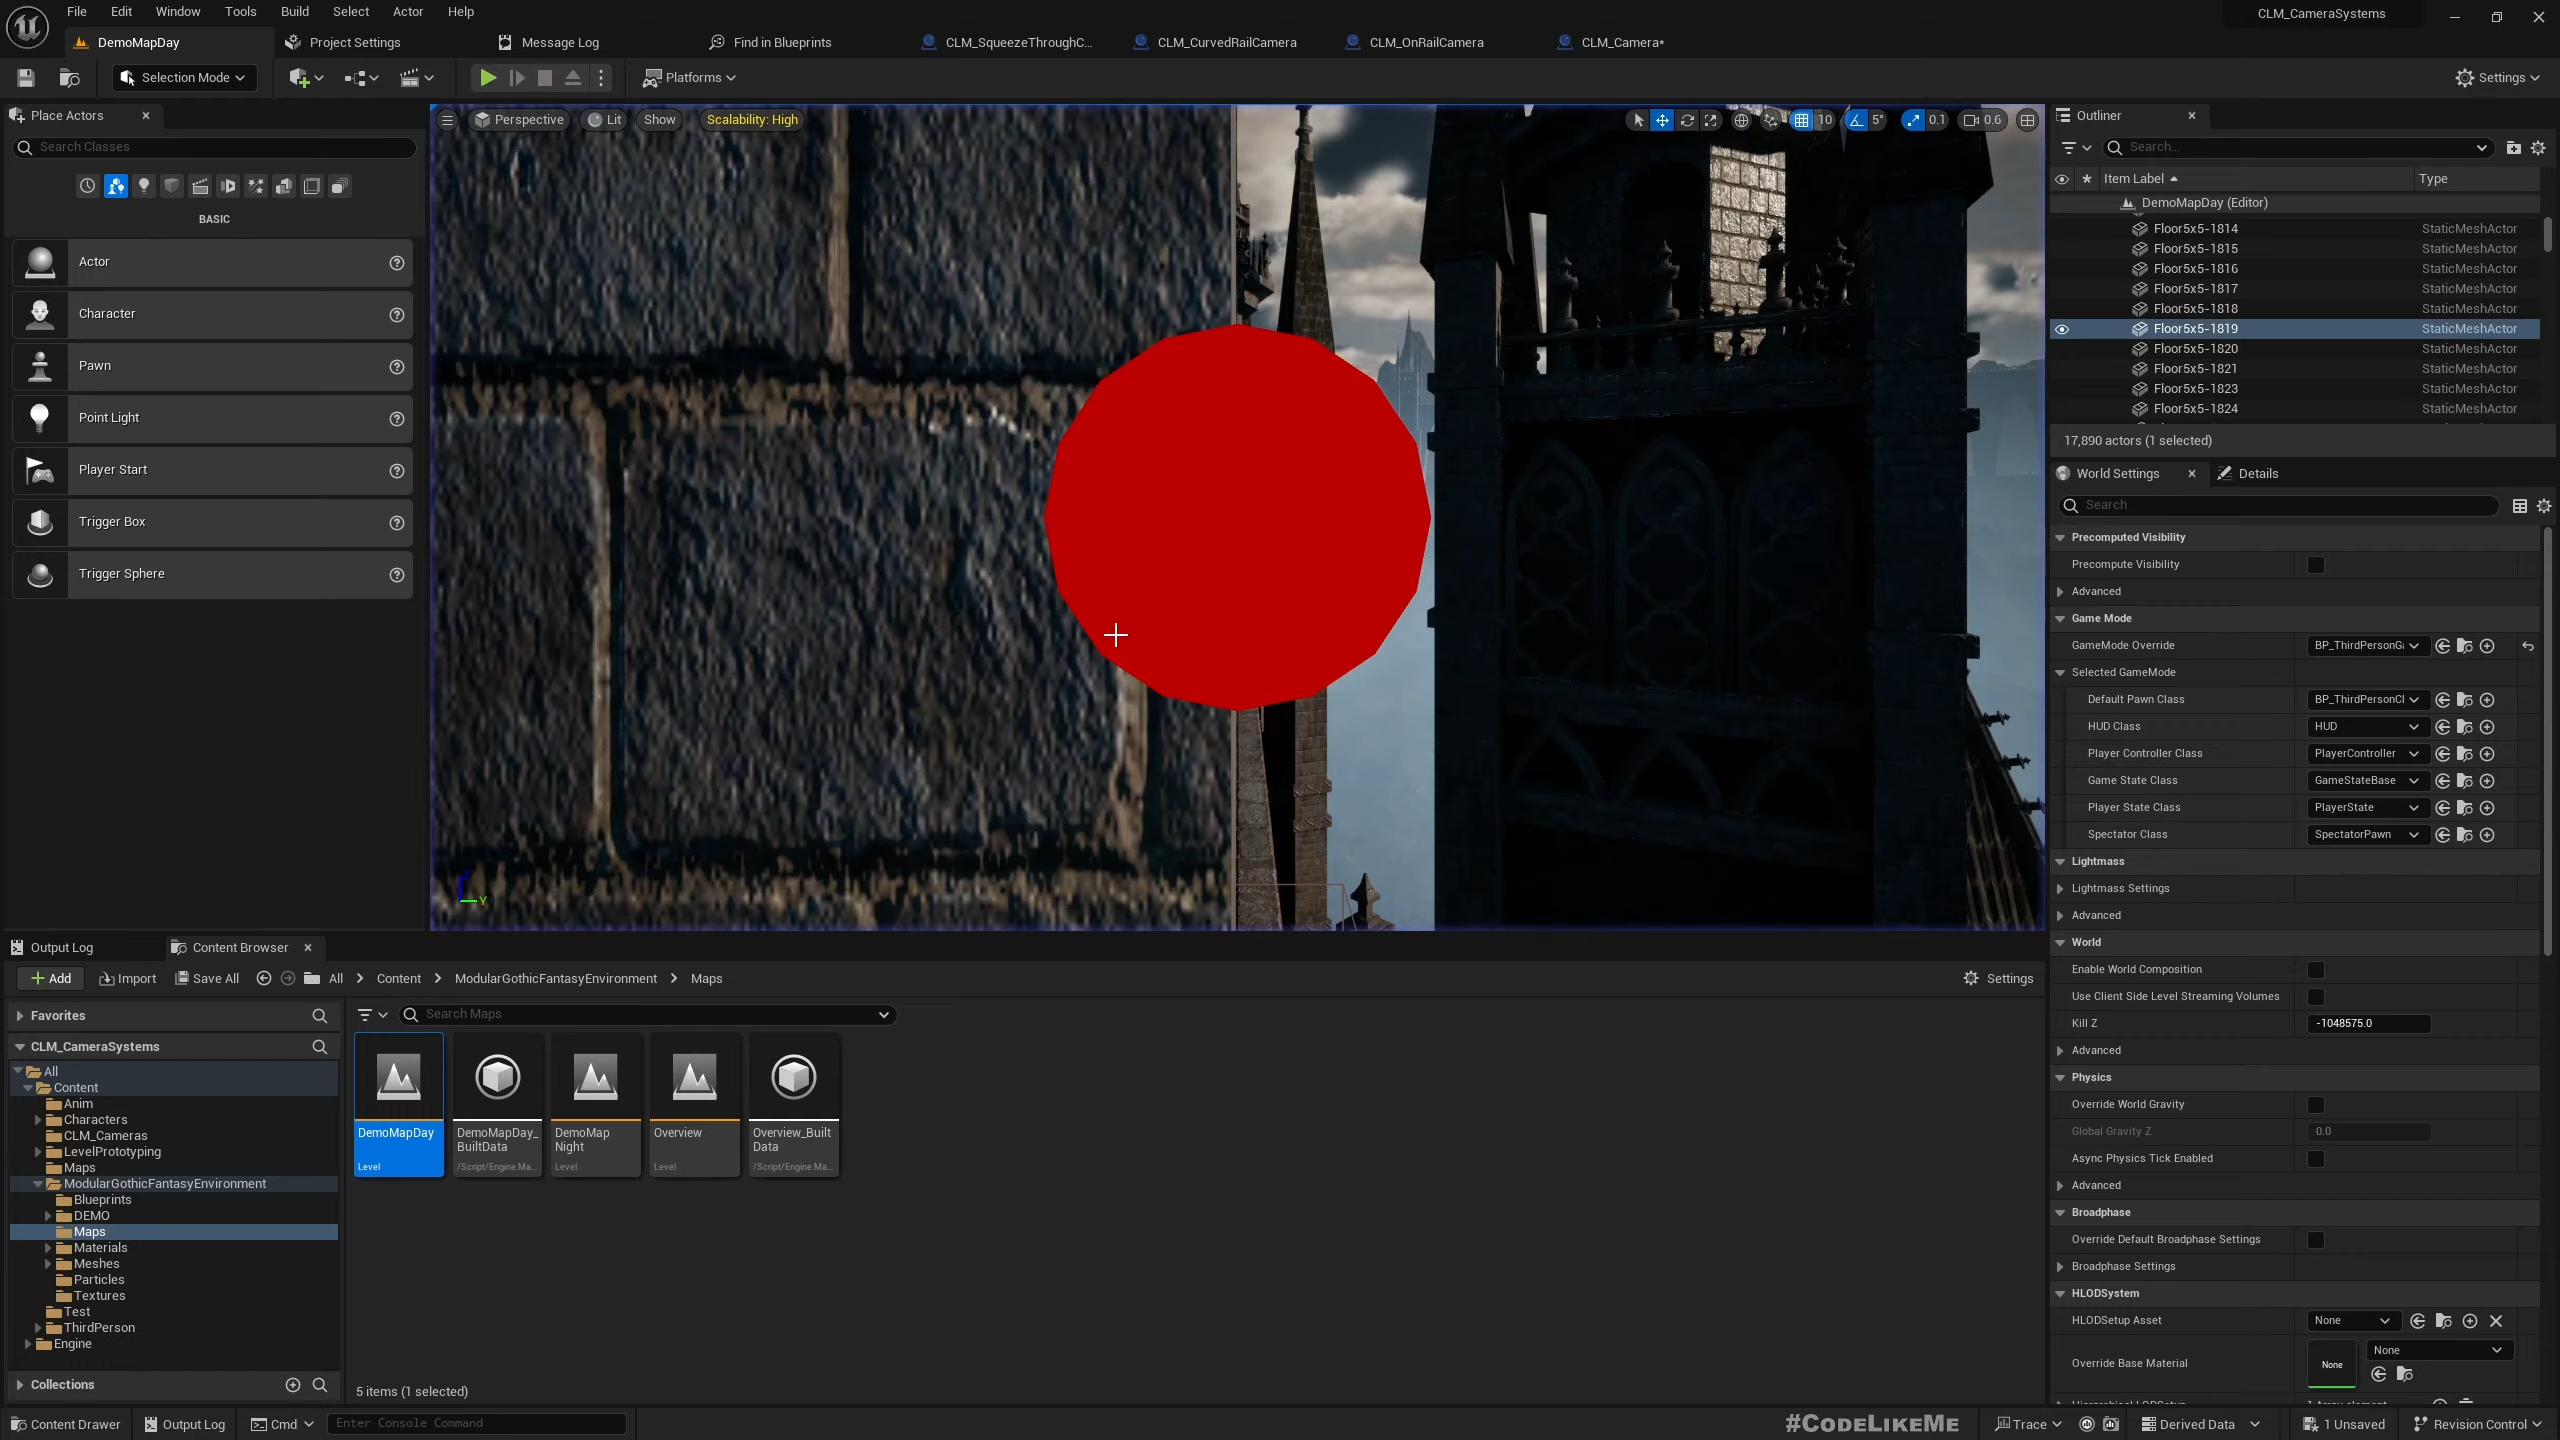 File Edit Window Tools Build Select Actor Help
CLM_CameraSystems
DemoMapDay
Project Settings
Message Log
Find in Blueprints
CLM_SqueezeThroughC...
CLM_CurvedRailCamera
CLM_OnRailCamera
CLM_Camera*
Selection Mode
Platforms
Settings
Place Actors
Search Classes
BASIC
Actor
Character
Pawn
Point Light
Player Start
Trigger Box
Trigger Sphere
Perspective
Lit
Show
Scalability: High
10
5°
0.1
0.6
Y
Outliner
Search...
Item Label
Type
DemoMapDay (Editor)
Floor5x5-1814 StaticMeshActor
Floor5x5-1815 StaticMeshActor
Floor5x5-1816 StaticMeshActor
Floor5x5-1817 StaticMeshActor
Floor5x5-1818 StaticMeshActor
Floor5x5-1819 StaticMeshActor
Floor5x5-1820 StaticMeshActor
Floor5x5-1821 StaticMeshActor
Floor5x5-1823 StaticMeshActor
Floor5x5-1824 StaticMeshActor
17,890 actors (1 selected)
World Settings
Details
Search
Precomputed Visibility
Precompute Visibility
Advanced
Game Mode
GameMode Override BP_ThirdPersonGa
Selected GameMode
Default Pawn Class BP_ThirdPersonCl
HUD Class HUD
Player Controller Class PlayerController
Game State Class GameStateBase
Player State Class PlayerState
Spectator Class SpectatorPawn
Lightmass
Lightmass Settings
Advanced
World
Enable World Composition
Use Client Side Level Streaming Volumes
Kill Z -1048575.0
Advanced
Physics
Override World Gravity
Global Gravity Z 0.0
Async Physics Tick Enabled
Advanced
Broadphase
Override Default Broadphase Settings
Broadphase Settings
HLODSystem
HLODSetup Asset None
Override Base Material None None
Output Log
Content Browser
Add
Import
Save All
All > Content > ModularGothicFantasyEnvironment > Maps
Settings
Favorites
CLM_CameraSystems
All
Content
Anim
Characters
CLM_Cameras
LevelPrototyping
Maps
ModularGothicFantasyEnvironment
Blueprints
DEMO
Maps
Materials
Meshes
Particles
Textures
Test
ThirdPerson
Engine
Collections
Search Maps
DemoMapDay
Level
DemoMapDay_
BuiltData
/Script/Engine.Ma...
DemoMap
Night
Level
Overview
Level
Overview_Built
Data
/Script/Engine.Ma...
5 items (1 selected)
Content Drawer
Output Log
Cmd
Enter Console Command
#CODELIKEME
Trace
Derived Data
1 Unsaved
Revision Control